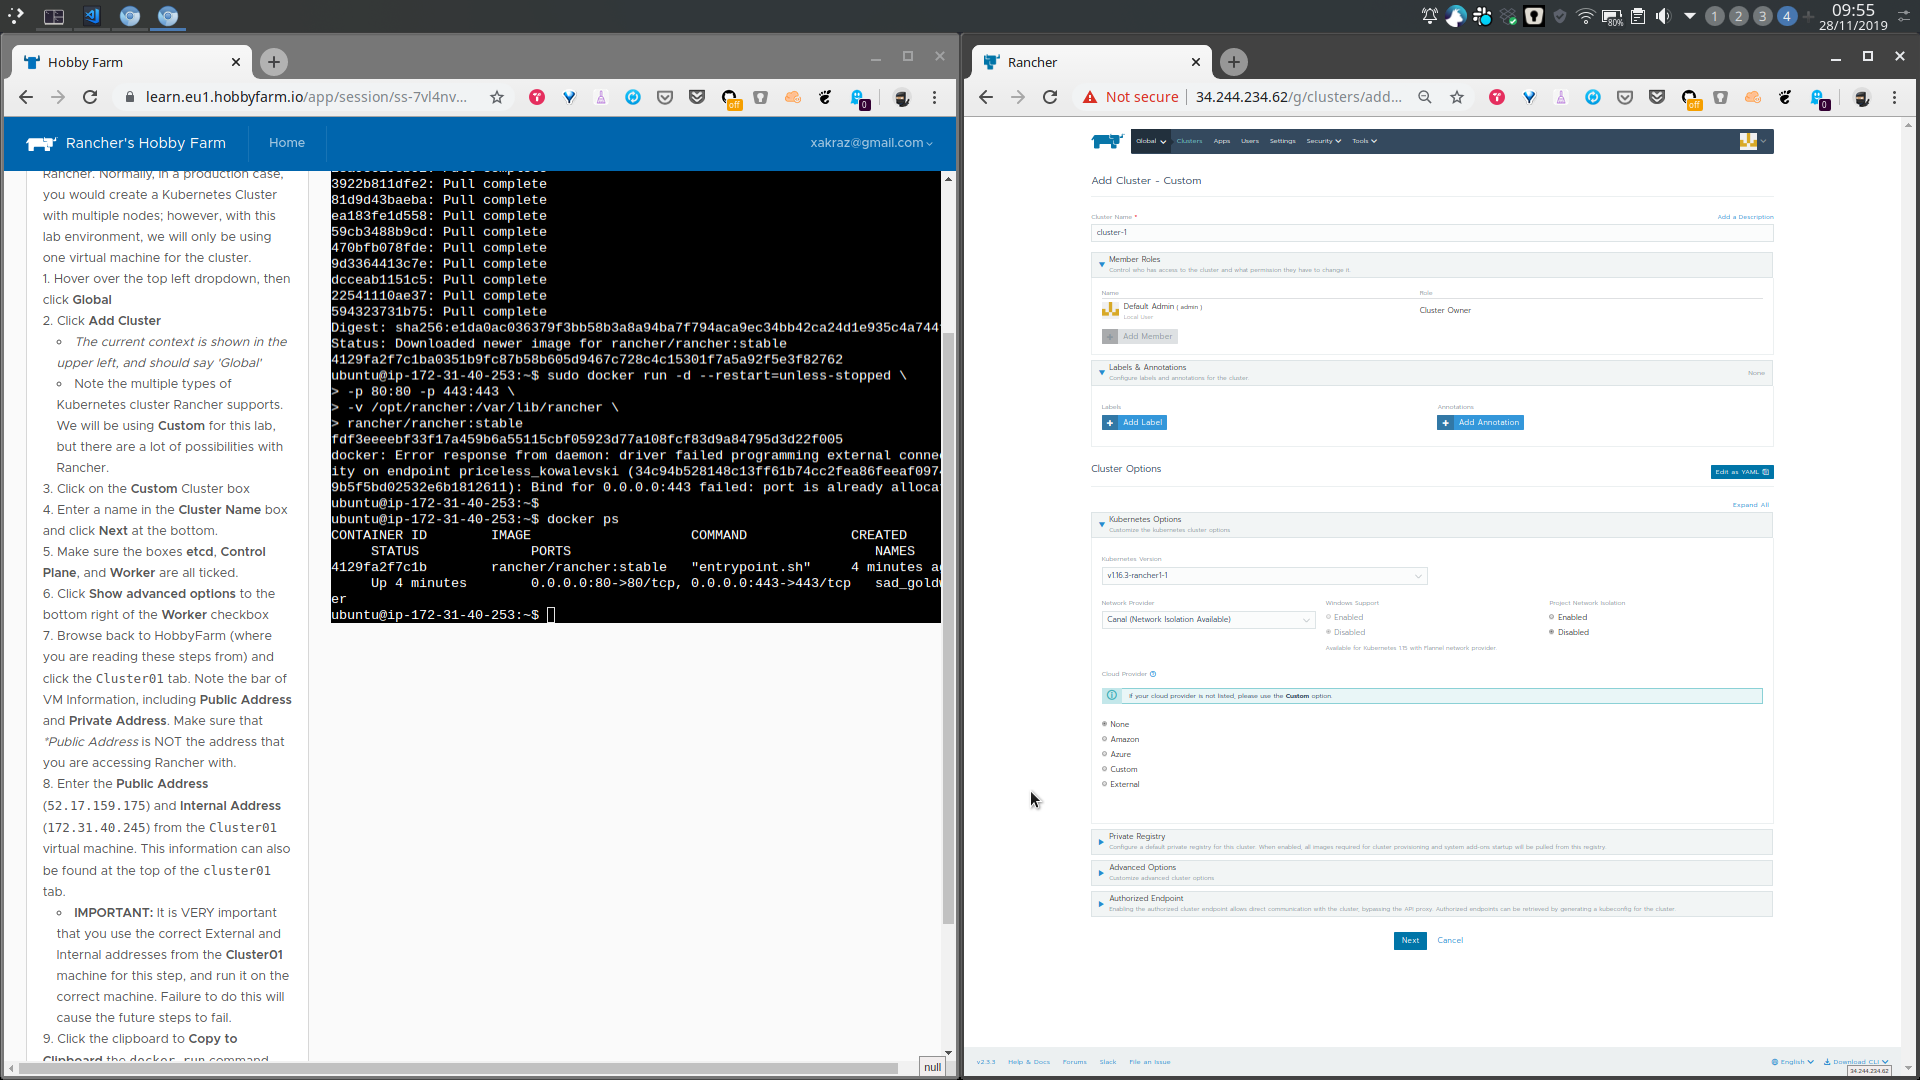 80%
1
2
3
4
09:55
28/11/2019
Hobby Farm
learn.eu1.hobbyfarm.io/app/session/ss-7vl4nv...
off
0
Rancher's Hobby Farm
Home
xakraz@gmail.com
Rancher. Normally, in a production case,
you would create a Kubernetes Cluster
with multiple nodes; however, with this
lab environment, we will only be using
one virtual machine for the cluster.
1. Hover over the top left dropdown, then
click Global
2. Click Add Cluster
The current context is shown in the
upper left, and should say 'Global'
Note the multiple types of
Kubernetes cluster Rancher supports.
We will be using Custom for this lab,
but there are a lot of possibilities with
Rancher.
3. Click on the Custom Cluster box
4. Enter a name in the Cluster Name box
and click Next at the bottom.
5. Make sure the boxes etcd, Control
Plane, and Worker are all ticked.
6. Click Show advanced options to the
bottom right of the Worker checkbox
7. Browse back to HobbyFarm (where
you are reading these steps from) and
click the Cluster01 tab. Note the bar of
VM Information, including Public Address
and Private Address. Make sure that
*Public Address is NOT the address that
you are accessing Rancher with.
8. Enter the Public Address
(52.17.159.175) and Internal Address
(172.31.40.245) from the Cluster01
virtual machine. This information can also
be found at the top of the cluster01
tab.
IMPORTANT: It is VERY important
that you use the correct External and
Internal addresses from the Cluster01
machine for this step, and run it on the
correct machine. Failure to do this will
cause the future steps to fail.
9. Click the clipboard to Copy to
Clipboard the docker run command
3922b811dfe2: Pull complete
81d9d43baeba: Pull complete
ea183fe1d558: Pull complete
59cb3488b9cd: Pull complete
470bfb078fde: Pull complete
9d3364413c7e: Pull complete
dcceab1151c5: Pull complete
22541110ae37: Pull complete
594323731b75: Pull complete
Digest: sha256:e1da0ac036379f3bb58b3a8a94ba7f794aca9ec34bb42ca24d1e935c4a744
Status: Downloaded newer image for rancher/rancher:stable
4129fa2f7c1ba0351b9fc87b58b605d9467c728c4c15301f7a5a92f5e3f82762
ubuntu@ip-172-31-40-253:~$ sudo docker run -d --restart=unless-stopped \
> -p 80:80 -p 443:443 \
> -v /opt/rancher:/var/lib/rancher \
> rancher/rancher:stable
fdf3eeeebf33f17a459b6a55115cbf05923d77a108fcf83d9a84795d3d22f005
docker: Error response from daemon: driver failed programming external conne
ity on endpoint priceless_kowalevski (34c94b528148c13ff61b74cc2fea86feeaf097
9b5f5bd02532e6b1812611): Bind for 0.0.0.0:443 failed: port is already alloca
ubuntu@ip-172-31-40-253:~$
ubuntu@ip-172-31-40-253:~$ docker ps
CONTAINER ID IMAGE COMMAND CREATED
STATUS PORTS NAMES
4129fa2f7c1b rancher/rancher:stable "entrypoint.sh" 4 minutes a
Up 4 minutes 0.0.0.0:80->80/tcp, 0.0.0.0:443->443/tcp sad_gold
er
ubuntu@ip-172-31-40-253:~$
null
Rancher
Not secure
34.244.234.62/g/clusters/add...
off
0
Global
Clusters
Apps
Users
Settings
Security
Tools
Add Cluster - Custom
Cluster Name *
Add a Description
cluster-1
Member Roles
Control who has access to the cluster and what permission they have to change it.
Name
Role
Default Admin ( admin )
Local User
Cluster Owner
+ Add Member
Labels & Annotations
Configure labels and annotations for the cluster.
None
Labels
Annotations
+ Add Label
+ Add Annotation
Cluster Options
Edit as YAML
Expand All
Kubernetes Options
Customize the kubernetes cluster options
Kubernetes Version
v1.16.3-rancher1-1
Network Provider
Windows Support
Project Network Isolation
Canal (Network Isolation Available)
Enabled
Enabled
Disabled
Disabled
Available for Kubernetes 1.15 with Flannel network provider.
Cloud Provider
If your cloud provider is not listed, please use the Custom option.
None
Amazon
Azure
Custom
External
Private Registry
Configure a default private registry for this cluster. When enabled, all images required for cluster provisioning and system add-ons startup will be pulled from this registry.
Advanced Options
Customize advanced cluster options
Authorized Endpoint
Enabling the authorized cluster endpoint allows direct communication with the cluster, bypassing the API proxy. Authorized endpoints can be retrieved by generating a kubeconfig for the cluster.
Next
Cancel
v2.3.3
Help & Docs
Forums
Slack
File an Issue
English
Download CLI
34.244.234.62